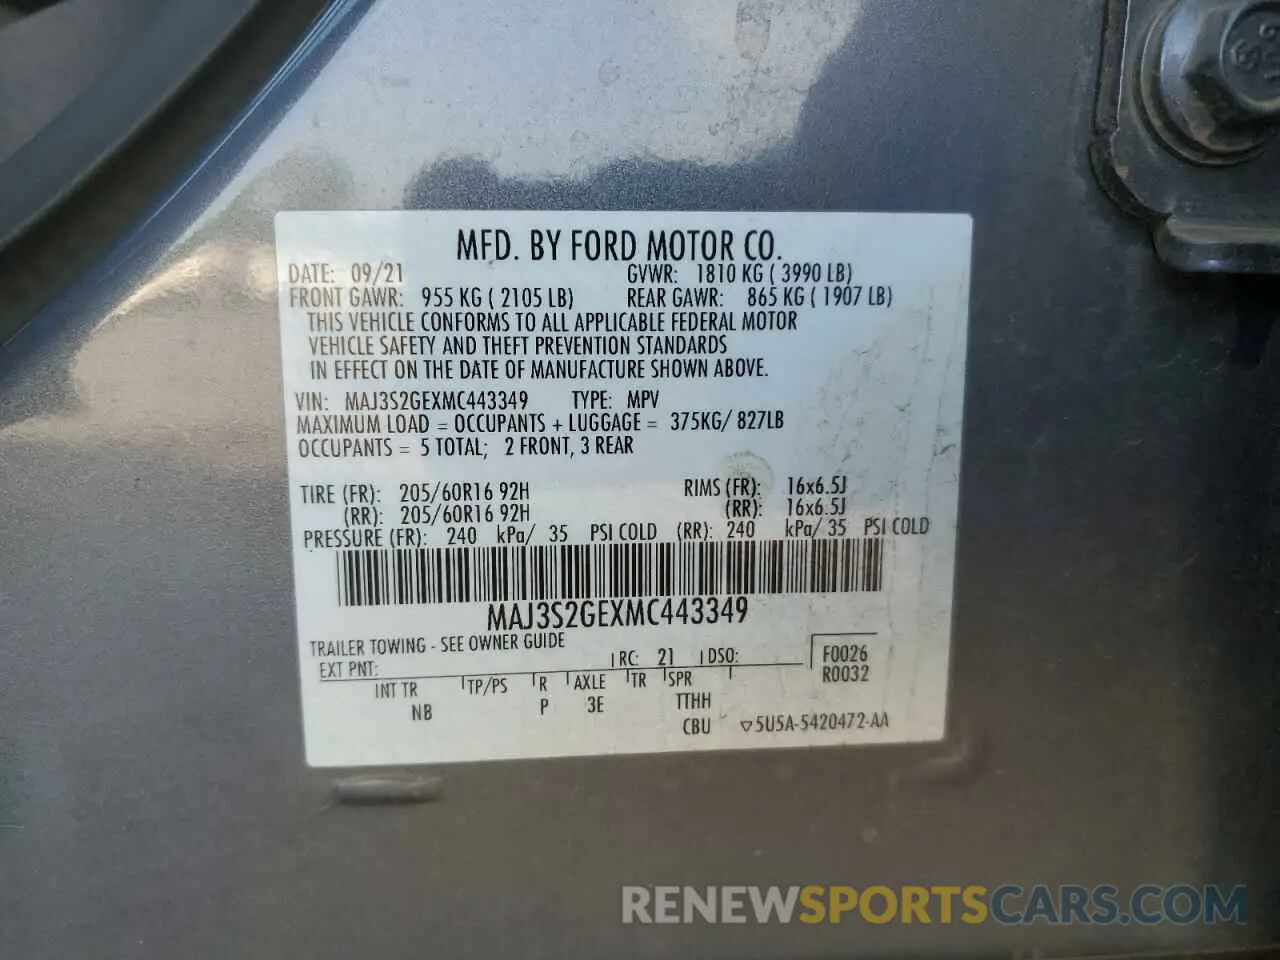 MFD. BY FORD MOTOR CO.
DATE: 09/21 GVWR: 1810 KG ( 3990 LB)
FRONT GAWR: 955 KG ( 2105 LB) REAR GAWR: 865 KG ( 1907 LB)
THIS VEHICLE CONFORMS TO ALL APPLICABLE FEDERAL MOTOR
VEHICLE SAFETY AND THEFT PREVENTION STANDARDS
IN EFFECT ON THE DATE OF MANUFACTURE SHOWN ABOVE.
VIN: MAJ3S2GEXMC443349 TYPE: MPV
MAXIMUM LOAD = OCCUPANTS + LUGGAGE = 375KG/ 827LB
OCCUPANTS = 5 TOTAL; 2 FRONT, 3 REAR
TIRE (FR): 205/60R16 92H RIMS (FR): 16x6.5J
(RR): 205/60R16 92H (RR): 16x6.5J
PRESSURE (FR): 240 kPa/ 35 PSI COLD (RR): 240 kPa/ 35 PSI COLD
MAJ3S2GEXMC443349
TRAILER TOWING - SEE OWNER GUIDE
EXT PNT: RC: 21 DSO: F0026
R0032
INT TR TP/PS R AXLE TR SPR
NB P 3E TTHH
CBU ▽5U5A-5420472-AA
RENEWSPORTSCARS.COM